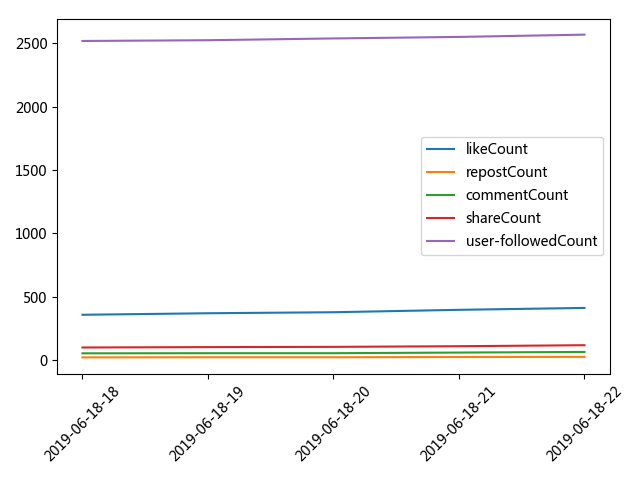 2500
2000
1500
1000
500
0
likeCount
repostCount
commentCount
shareCount
user-followedCount
2019-06-18-18
2019-06-18-19
2019-06-18-20
2019-06-18-21
2019-06-18-22